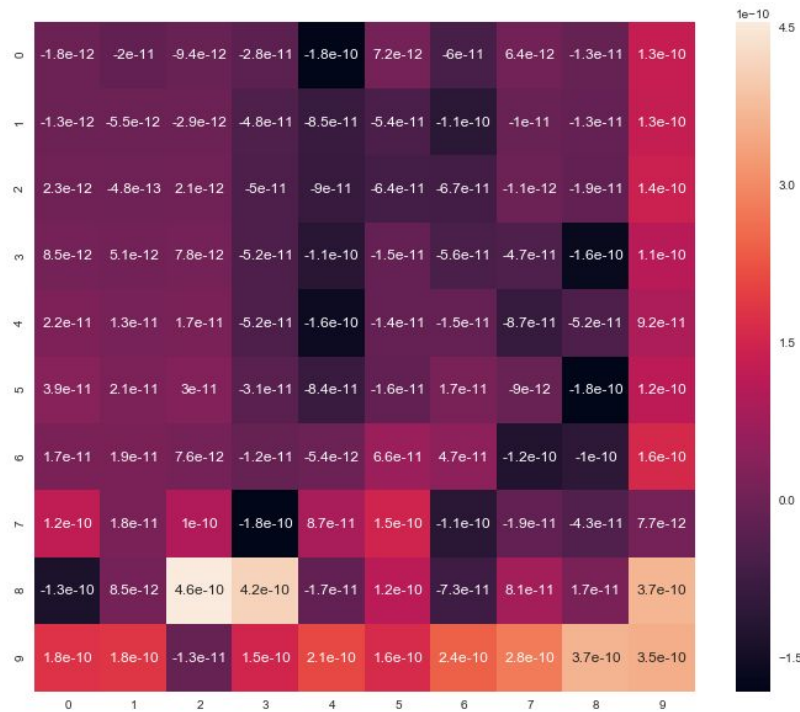 1e−10
4.5
0 -1.8e-12 -2e-11 -9.4e-12 -2.8e-11 -1.8e-10 7.2e-12 -6e-11 6.4e-12 -1.3e-11 1.3e-10
1 -1.3e-12 -5.5e-12 -2.9e-12 -4.8e-11 -8.5e-11 -5.4e-11 -1.1e-10 -1e-11 -1.3e-11 1.3e-10
2 2.3e-12 -4.8e-13 2.1e-12 -5e-11 -9e-11 -6.4e-11 -6.7e-11 -1.1e-12 -1.9e-11 1.4e-10
3.0
3 8.5e-12 5.1e-12 7.8e-12 -5.2e-11 -1.1e-10 -1.5e-11 -5.6e-11 -4.7e-11 -1.6e-10 1.1e-10
4 2.2e-11 1.3e-11 1.7e-11 -5.2e-11 -1.6e-10 -1.4e-11 -1.5e-11 -8.7e-11 -5.2e-11 9.2e-11
1.5
5 3.9e-11 2.1e-11 3e-11 -3.1e-11 -8.4e-11 -1.6e-11 1.7e-11 -9e-12 -1.8e-10 1.2e-10
6 1.7e-11 1.9e-11 7.6e-12 -1.2e-11 -5.4e-12 6.6e-11 4.7e-11 -1.2e-10 -1e-10 1.6e-10
0.0
7 1.2e-10 1.8e-11 1e-10 -1.8e-10 8.7e-11 1.5e-10 -1.1e-10 -1.9e-11 -4.3e-11 7.7e-12
8 -1.3e-10 8.5e-12 4.6e-10 4.2e-10 -1.7e-11 1.2e-10 -7.3e-11 8.1e-11 1.7e-11 3.7e-10
9 1.8e-10 1.8e-10 -1.3e-11 1.5e-10 2.1e-10 1.6e-10 2.4e-10 2.8e-10 3.7e-10 3.5e-10
−1.5
0 1 2 3 4 5 6 7 8 9